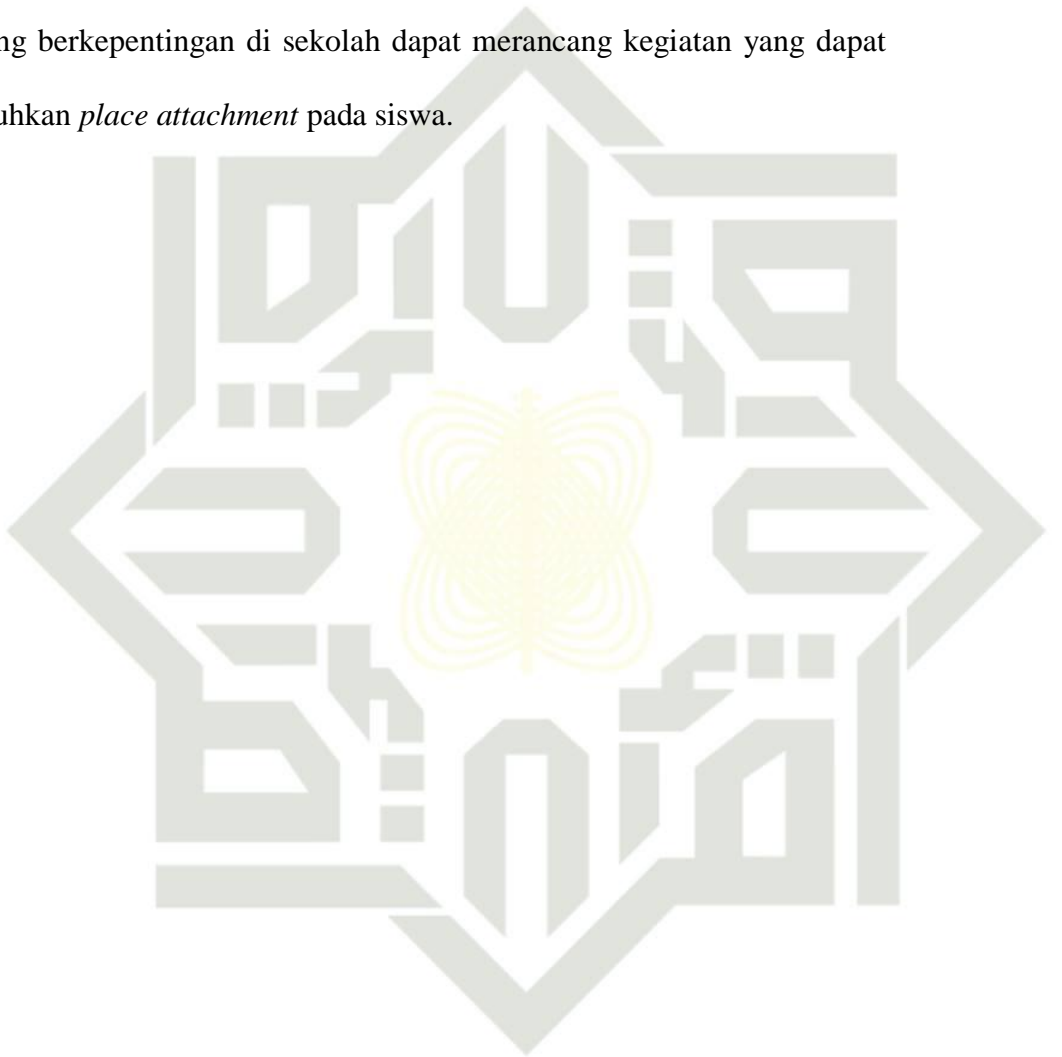 ng berkepentingan di sekolah dapat merancang kegiatan yang dapat
uhkan place attachment pada siswa.